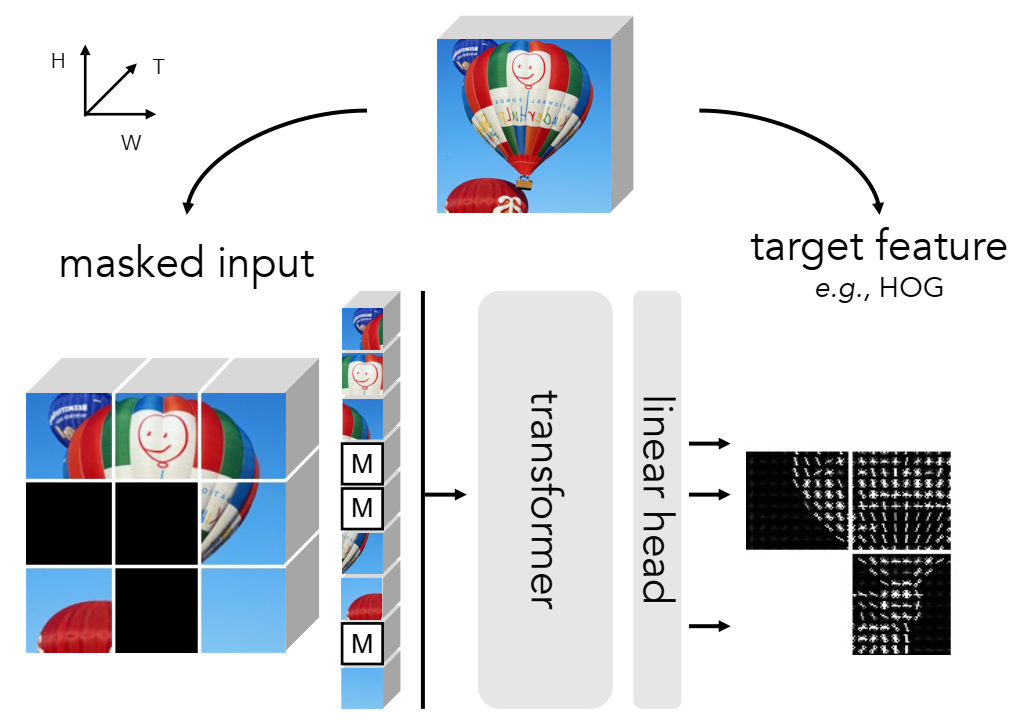 H
T
W
masked input
target feature
e.g., HOG
M
M
M
transformer
linear head